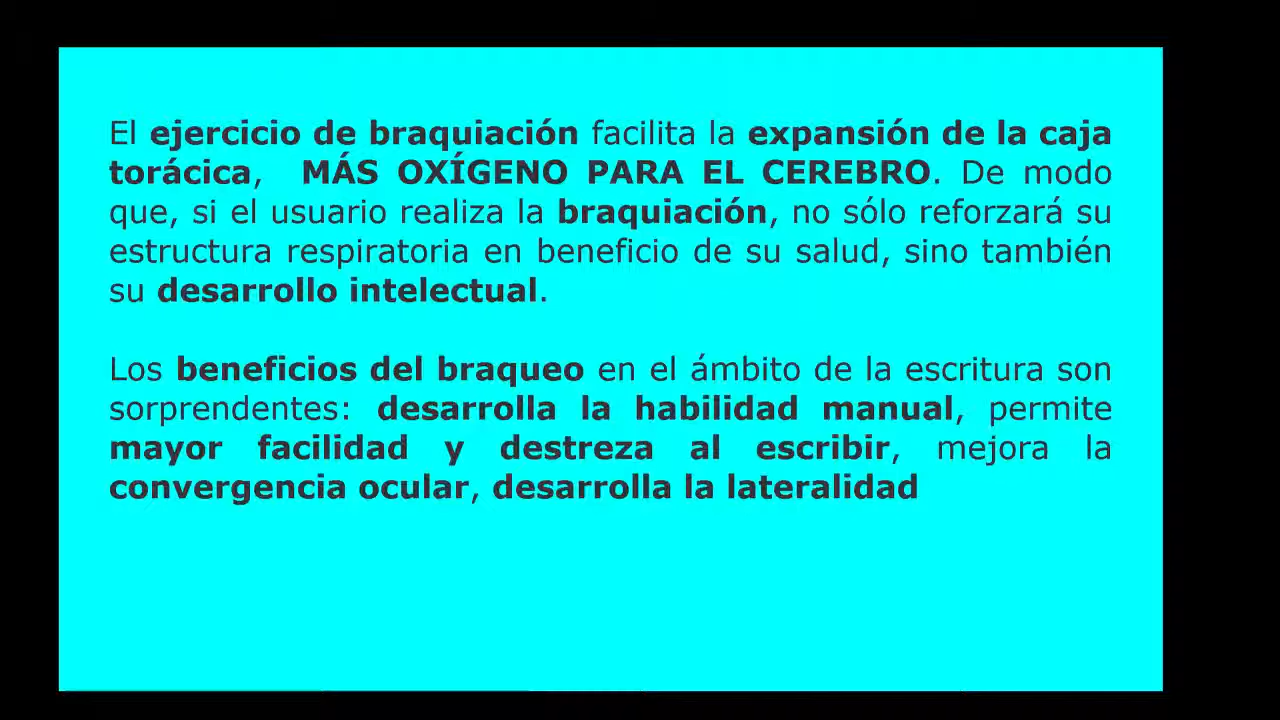 El ejercicio de braquiación facilita la expansión de la caja
torácica, MÁS OXÍGENO PARA EL CEREBRO. De modo
que, si el usuario realiza la braquiación, no sólo reforzará su
estructura respiratoria en beneficio de su salud, sino también
su desarrollo intelectual.
Los beneficios del braqueo en el ámbito de la escritura son
sorprendentes: desarrolla la habilidad manual, permite
mayor facilidad y destreza al escribir, mejora la
convergencia ocular, desarrolla la lateralidad